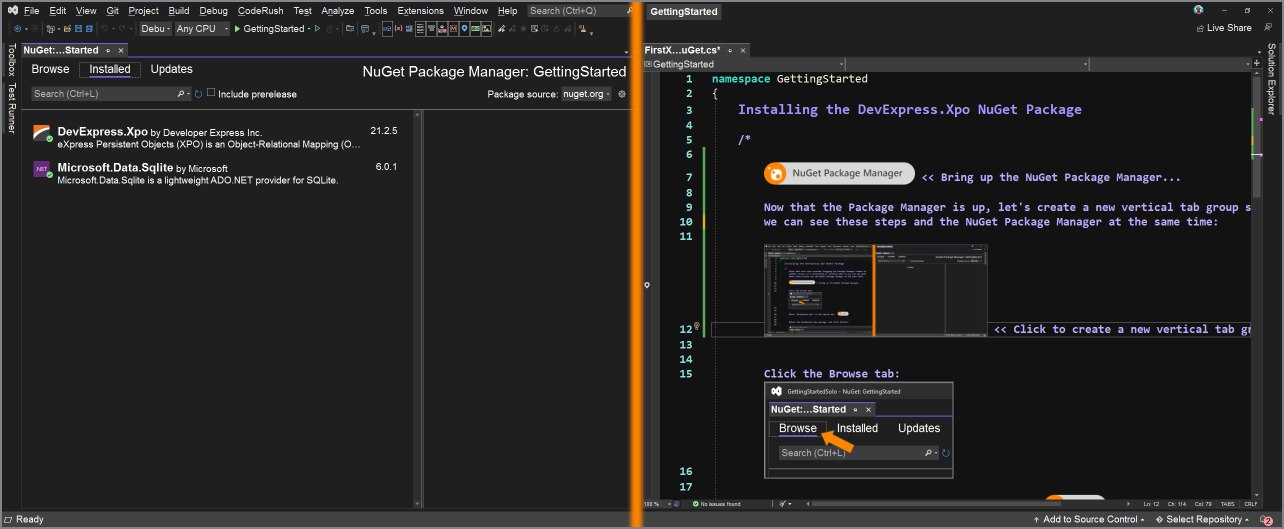 File Edit View Git Project Build Debug CodeRush Test Analyze Tools Extensions Window Help Search (Ctrl+Q) GettingStarted
Live Share
Debu Any CPU GettingStarted
Toolbox
Test Runner
NuGet:...Started
Browse Installed Updates
NuGet Package Manager: GettingStarted
Search (Ctrl+L) Include prerelease Package source: nuget.org
DevExpress.Xpo by Developer Express Inc. 21.2.5
eXpress Persistent Objects (XPO) is an Object-Relational Mapping (O...
.NET
Microsoft.Data.Sqlite by Microsoft 6.0.1
Microsoft.Data.Sqlite is a lightweight ADO.NET provider for SQLite.
FirstX...uGet.cs*
GettingStarted
Solution Explorer
1 namespace GettingStarted
2 {
3 Installing the DevExpress.Xpo NuGet Package
4
5 /*
6
7 NuGet Package Manager << Bring up the NuGet Package Manager...
8
9 Now that the Package Manager is up, let's create a new vertical tab group s
10 we can see these steps and the NuGet Package Manager at the same time:
11
12 << Click to create a new vertical tab gr
13
14
15 Click the Browse tab:
GettingStartedSolo - NuGet: GettingStarted
NuGet:...Started
Browse Installed Updates
Search (Ctrl+L)
16
17
100 % No issues found Ln: 12 Ch: 114 Col: 79 TABS CRLF
Ready Add to Source Control Select Repository 2